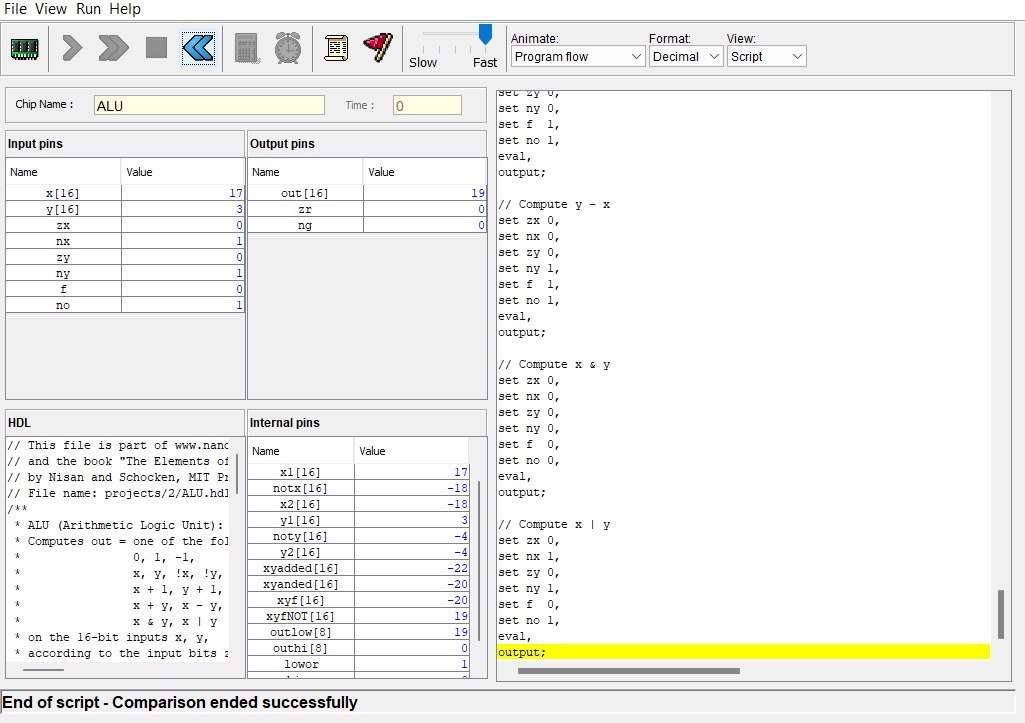 File View Run Help
Slow
Fast
Animate:
Program flow
Format:
Decimal
View:
Script
Chip Name :
ALU
Time :
0
Input pins
Name Value
x[16] 17
y[16] 3
zx 0
nx 1
zy 0
ny 1
f 0
no 1
Output pins
Name Value
out[16] 19
zr 0
ng 0
HDL
// This file is part of www.nanc
// and the book "The Elements of
// by Nisan and Schocken, MIT Pr
// File name: projects/2/ALU.hdl
/**
* ALU (Arithmetic Logic Unit):
* Computes out = one of the fol
* 0, 1, -1,
* x, y, !x, !y,
* x + 1, y + 1,
* x + y, x - y,
* x & y, x | y
* on the 16-bit inputs x, y,
* according to the input bits z
Internal pins
Name Value
x1[16] 17
notx[16] -18
x2[16] -18
y1[16] 3
noty[16] -4
y2[16] -4
xyadded[16] -22
xyanded[16] -20
xyf[16] -20
xyfNOT[16] 19
outlow[8] 19
outhi[8] 0
lowor 1
set zy 0,
set ny 0,
set f 1,
set no 1,
eval,
output;
// Compute y - x
set zx 0,
set nx 0,
set zy 0,
set ny 1,
set f 1,
set no 1,
eval,
output;
// Compute x & y
set zx 0,
set nx 0,
set zy 0,
set ny 0,
set f 0,
set no 0,
eval,
output;
// Compute x | y
set zx 0,
set nx 1,
set zy 0,
set ny 1,
set f 0,
set no 1,
eval,
output;
End of script - Comparison ended successfully